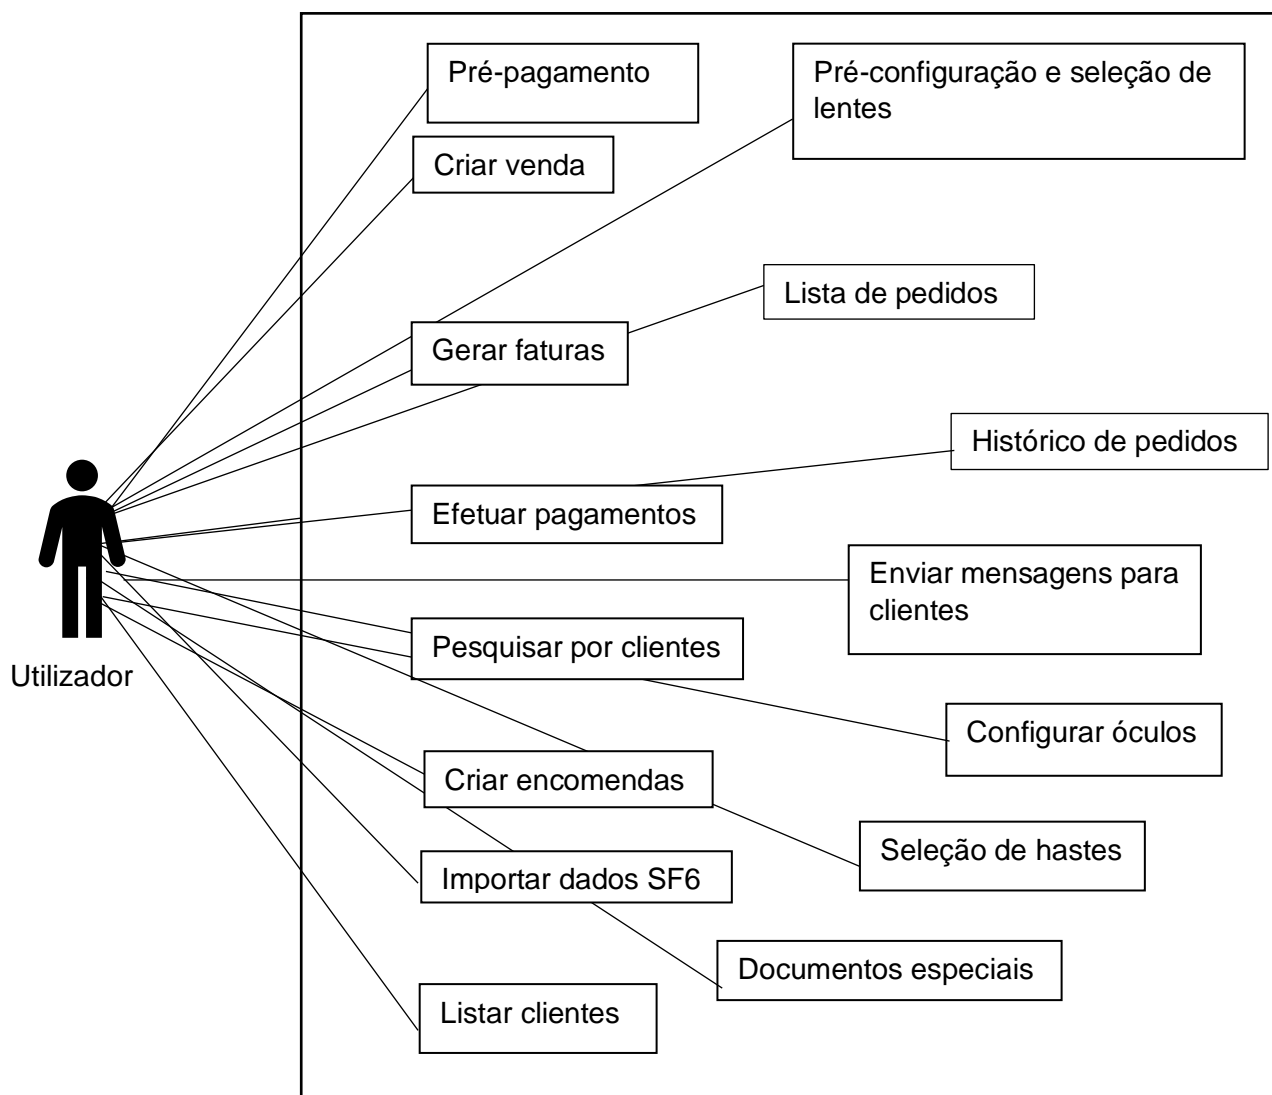 Pré-pagamento
Pré-configuração e seleção de
lentes
Criar venda
Lista de pedidos
Gerar faturas
Histórico de pedidos
Efetuar pagamentos
Enviar mensagens para
clientes
Pesquisar por clientes
Utilizador
Configurar óculos
Criar encomendas
Seleção de hastes
Importar dados SF6
Documentos especiais
Listar clientes